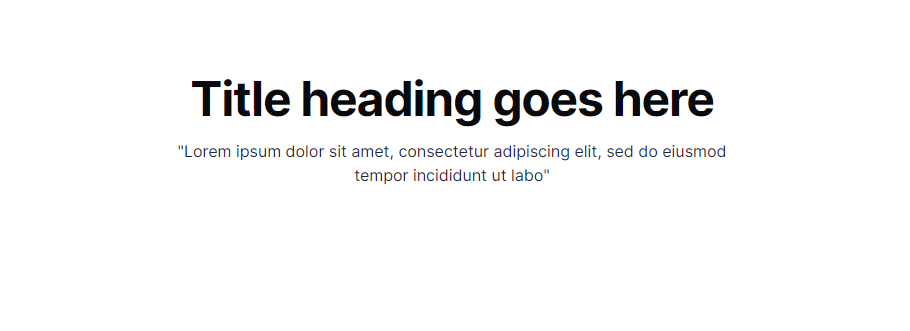 Title heading goes here
"Lorem ipsum dolor sit amet, consectetur adipiscing elit, sed do eiusmod
tempor incididunt ut labo"